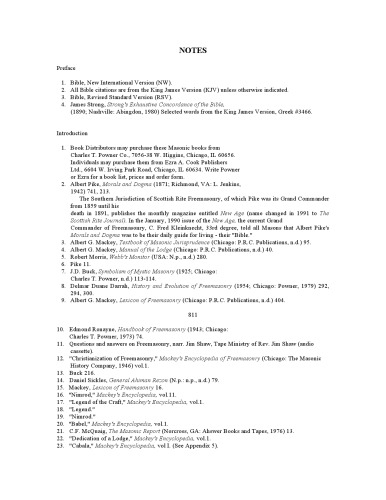 NOTES
Preface
1. Bible, New International Version (NW).
2. All Bible citations are from the King James Version (KJV) unless otherwise indicated.
3. Bible, Revised Standard Version (RSV).
4. James Strong, Strong's Exhaustive Concordance of the Bible,
(1890; Nashville: Abingdon, 1980) Selected words from the King James Version, Greek #3466.
Introduction
1. Book Distributors may purchase these Masonic books from
Charles T. Powner Co., 7056-38 W. Higgins, Chicago, IL 60656.
Individuals may purchase them from Ezra A. Cook Publishers
Ltd., 6604 W. Irving Park Road, Chicago, IL 60634. Write Powner
or Ezra for a book list, prices and order form.
2. Albert Pike, Morals and Dogma (1871; Richmond, VA: L. Jenkins,
1942) 741, 213.
The Southern Jurisdiction of Scottish Rite Freemasonry, of which Pike was its Grand Commander
from 1859 until his
death in 1891, publishes the monthly magazine entitled New Age (name changed in 1991 to The
Scottish Rite Journal). In the January, 1990 issue of the New Age. the current Grand
Commander of Freemasonry, C. Fred Kleinknecht, 33rd degree, told all Masons that Albert Pike's
Morals and Dogma was to be their daily guide for living - their "Bible."
3. Albert G. Mackey, Textbook of Masonic Jurisprudence (Chicago: P.R.C. Publications, n.d.) 95.
4. Albert G. Mackey, Manual of the Lodge (Chicago: P.R.C. Publications, n.d.) 40.
5. Robert Morris, Webb's Monitor (USA: N.p., n.d.) 280.
6. Pike 11.
7. J.D. Buck, Symbolism of Mystic Masonry (1925; Chicago:
Charles T. Powner, n.d.) 113-114.
8. Delmar Duane Darrah, History and Evolution of Freemasonry (1954; Chicago: Powner, 1979) 292,
294, 300.
9. Albert G. Mackey, Lexicon of Freemasonry (Chicago: P.R.C. Publications, n.d.) 404.
811
10. Edmond Ronayne, Handbook of Freemasonry (1943; Chicago:
Charles T. Powner, 1973) 74.
11. Questions and answers on Freemasonry, narr. Jim Shaw, Tape Ministry of Rev. Jim Shaw (audio
cassette).
12. "Christianization of Freemasonry," Mackey's Encyclopedia of Freemasonry (Chicago: The Masonic
History Company, 1946) vol.1.
13. Buck 216.
14. Daniel Sickles, General Ahiman Rezon (N.p.: n.p., n.d.) 79.
15. Mackey, Lexicon of Freemasonry 16.
16. "Nimrod," Mackey's Encyclopedia, vol.11.
17. "Legend of the Craft," Mackey's Encyclopedia, vol.1.
18. "Legend."
19. "Nimrod."
20. "Babel," Mackey's Encyclopedia, vol.1.
21. C.F. McQuaig, The Masonic Report (Norcross, GA: Answer Books and Tapes, 1976) 13.
22. "Dedication of a Lodge," Mackey's Encyclopedia, vol.1.
23. "Cabala," Mackey's Encyclopedia, vol I. (See Appendix 5).